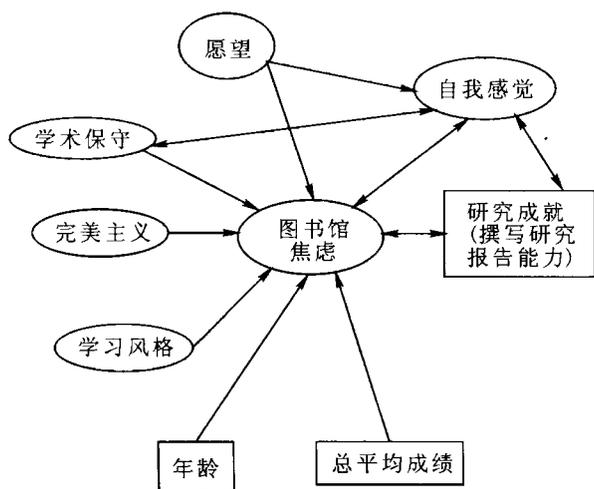 愿望
自我感觉
学术保守
研究成就
(撰写研究
报告能力)
完美主义
图书馆
焦虑
学习风格
年龄
总平均成绩